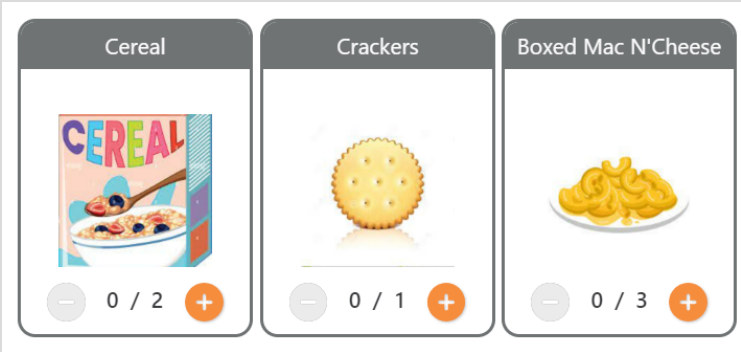 Cereal
Crackers
Boxed Mac N'Cheese
CEREAL
0 / 2
0 / 1
0 / 3